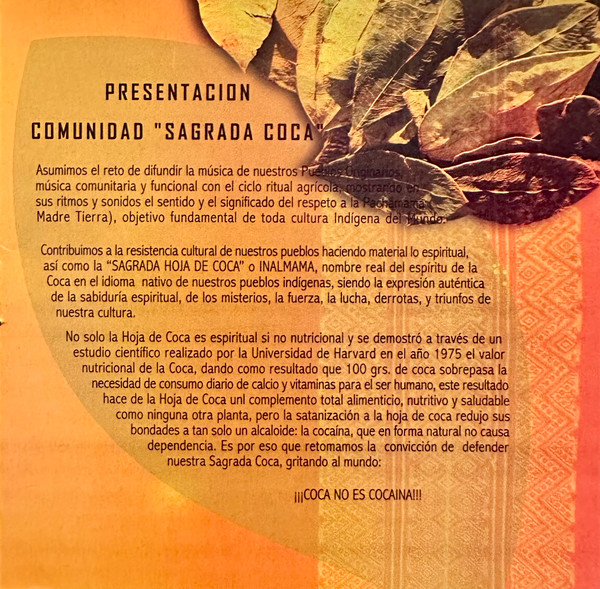 PRESENTACION
COMUNIDAD "SAGRADA COCA"
Asumimos el reto de difundir la música de nuestros Pueblos Originarios,
música comunitaria y funcional con el ciclo ritual agrícola, mostrando en
sus ritmos y sonidos el sentido y el significado del respeto a la Pachamama (
Madre Tierra), objetivo fundamental de toda cultura Indígena del Mundo.
Contribuimos a la resistencia cultural de nuestros pueblos haciendo material lo espiritual,
así como la "SAGRADA HOJA DE COCA" o INALMAMA, nombre real del espíritu de la
Coca en el idioma nativo de nuestros pueblos indígenas, siendo la expresión auténtica
de la sabiduría espiritual, de los misterios, la fuerza, la lucha, derrotas, y triunfos de
nuestra cultura.
No solo la Hoja de Coca es espiritual si no nutricional y se demostró a través de un
estudio científico realizado por la Universidad de Harvard en el año 1975 el valor
nutricional de la Coca, dando como resultado que 100 grs. de coca sobrepasa la
necesidad de consumo diario de calcio y vitaminas para el ser humano, este resultado
hace de la Hoja de Coca unl complemento total alimenticio, nutritivo y saludable
como ninguna otra planta, pero la satanización a la hoja de coca redujo sus
bondades a tan solo un alcaloide: la cocaína, que en forma natural no causa
dependencia. Es por eso que retomamos la convicción de defender
nuestra Sagrada Coca, gritando al mundo:
¡¡¡COCA NO ES COCAINA!!!